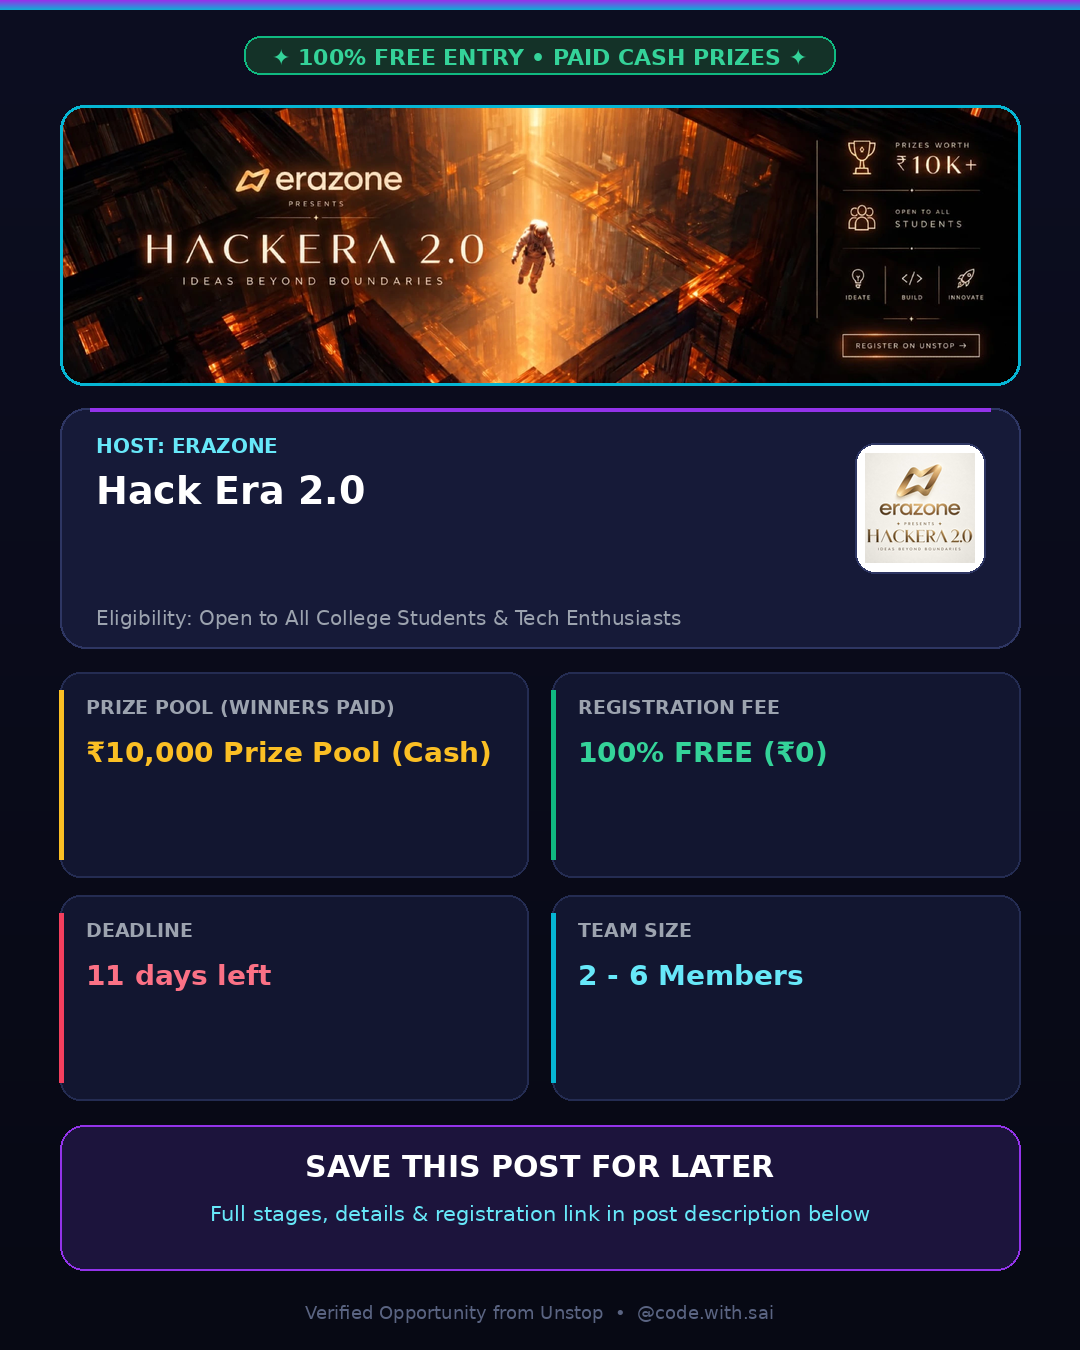 ✦ 100% FREE ENTRY • PAID CASH PRIZES ✦
erazone
PRESENTS
HACKERA 2.0
IDEAS BEYOND BOUNDARIES
PRIZES WORTH
₹10K+
OPEN TO ALL
STUDENTS
IDEATE
BUILD
INNOVATE
REGISTER ON UNSTOP →
HOST: ERAZONE
Hack Era 2.0
erazone
PRESENTS
HACKERA 2.0
IDEAS BEYOND BOUNDARIES
Eligibility: Open to All College Students & Tech Enthusiasts
PRIZE POOL (WINNERS PAID)
₹10,000 Prize Pool (Cash)
REGISTRATION FEE
100% FREE (₹0)
DEADLINE
11 days left
TEAM SIZE
2 - 6 Members
SAVE THIS POST FOR LATER
Full stages, details & registration link in post description below
Verified Opportunity from Unstop • @code.with.sai